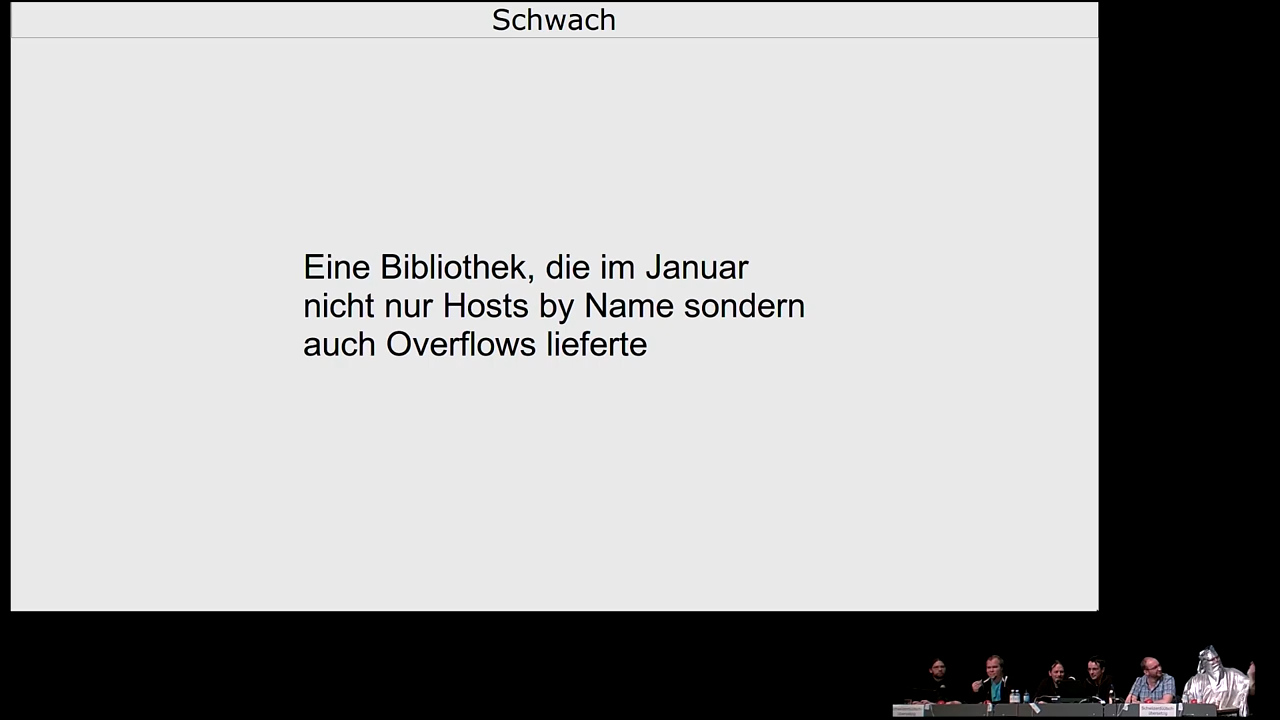 Schwach
Eine Bibliothek, die im Januar
nicht nur Hosts by Name sondern
auch Overflows lieferte